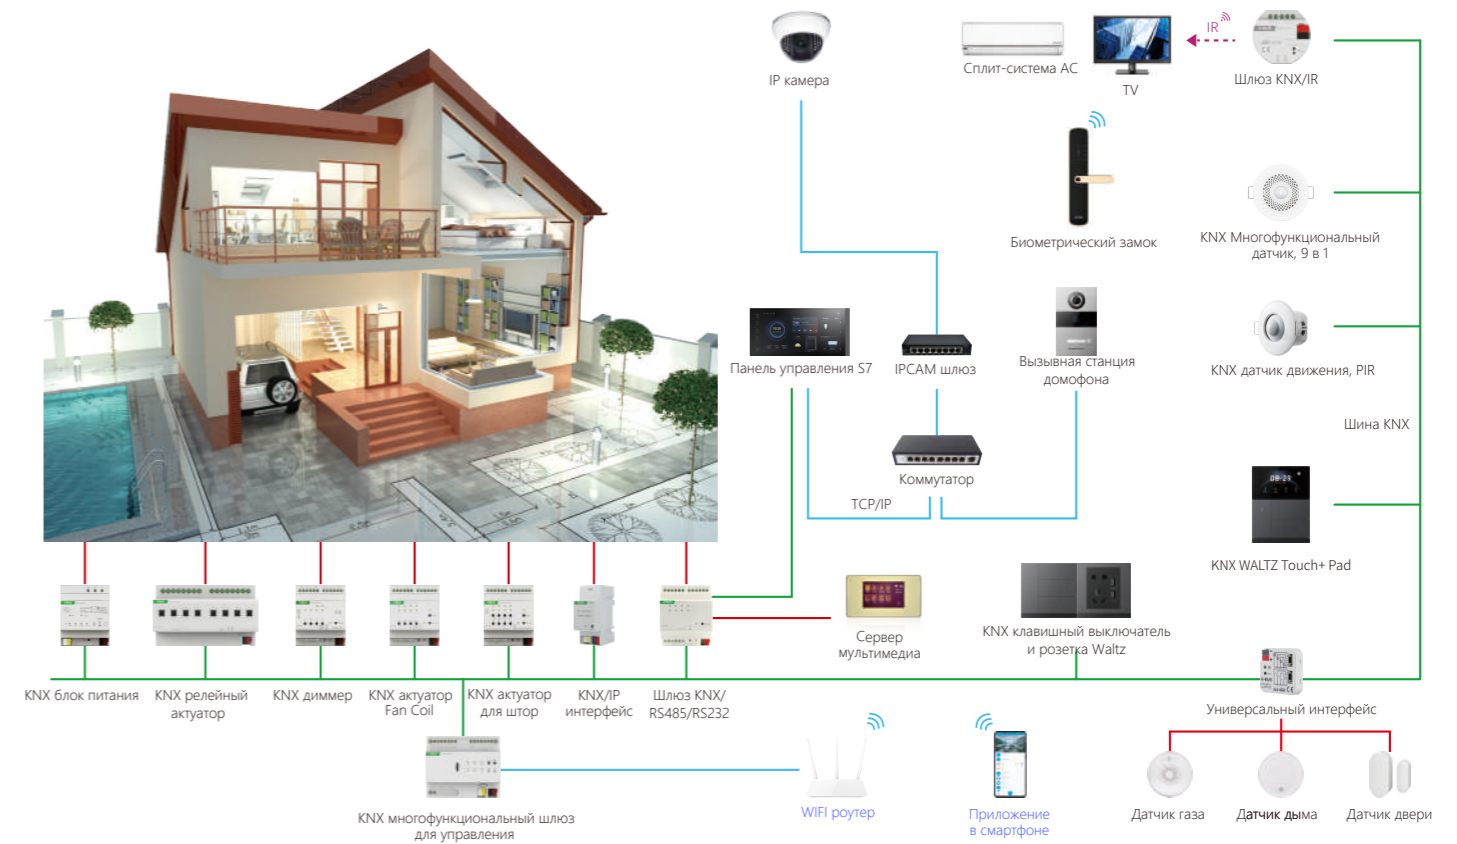 IR
IP камера
Сплит-система AC
TV
Шлюз KNX/IR
Биометрический замок
KNX Многофункциональный
датчик, 9 в 1
Панель управления S7
IPCAM шлюз
Вызывная станция
домофона
KNX датчик движения, PIR
Шина KNX
Коммутатор
TCP/IP
08:29
KNX WALTZ Touch+ Pad
Сервер
мультимедиа
KNX клавишный выключатель
и розетка Waltz
KNX блок питания
KNX релейный
актуатор
KNX диммер
KNX актуатор
Fan Coil
KNX актуатор
для штор
KNX/IP
интерфейс
Шлюз KNX/
RS485/RS232
Универсальный интерфейс
KNX многофункциональный шлюз
для управления
WIFI роутер
Приложение
в смартфоне
Датчик газа
Датчик дыма
Датчик двери